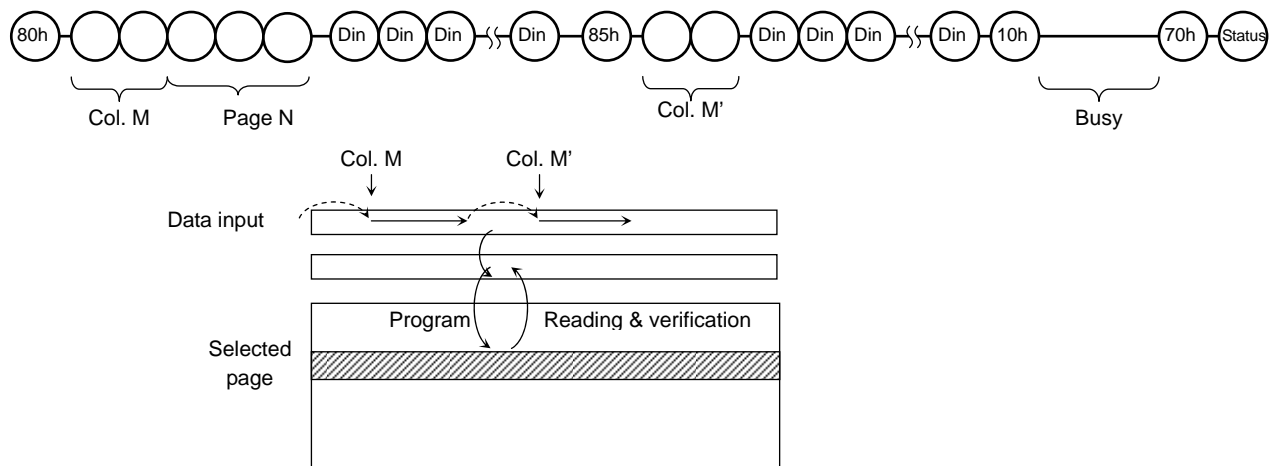 80h Din Din Din Din 85h Din Din Din Din 10h 70h Status
Col. M Page N Col. M’ Busy
Col. M Col. M’
Data input
Program Reading & verification
Selected
page